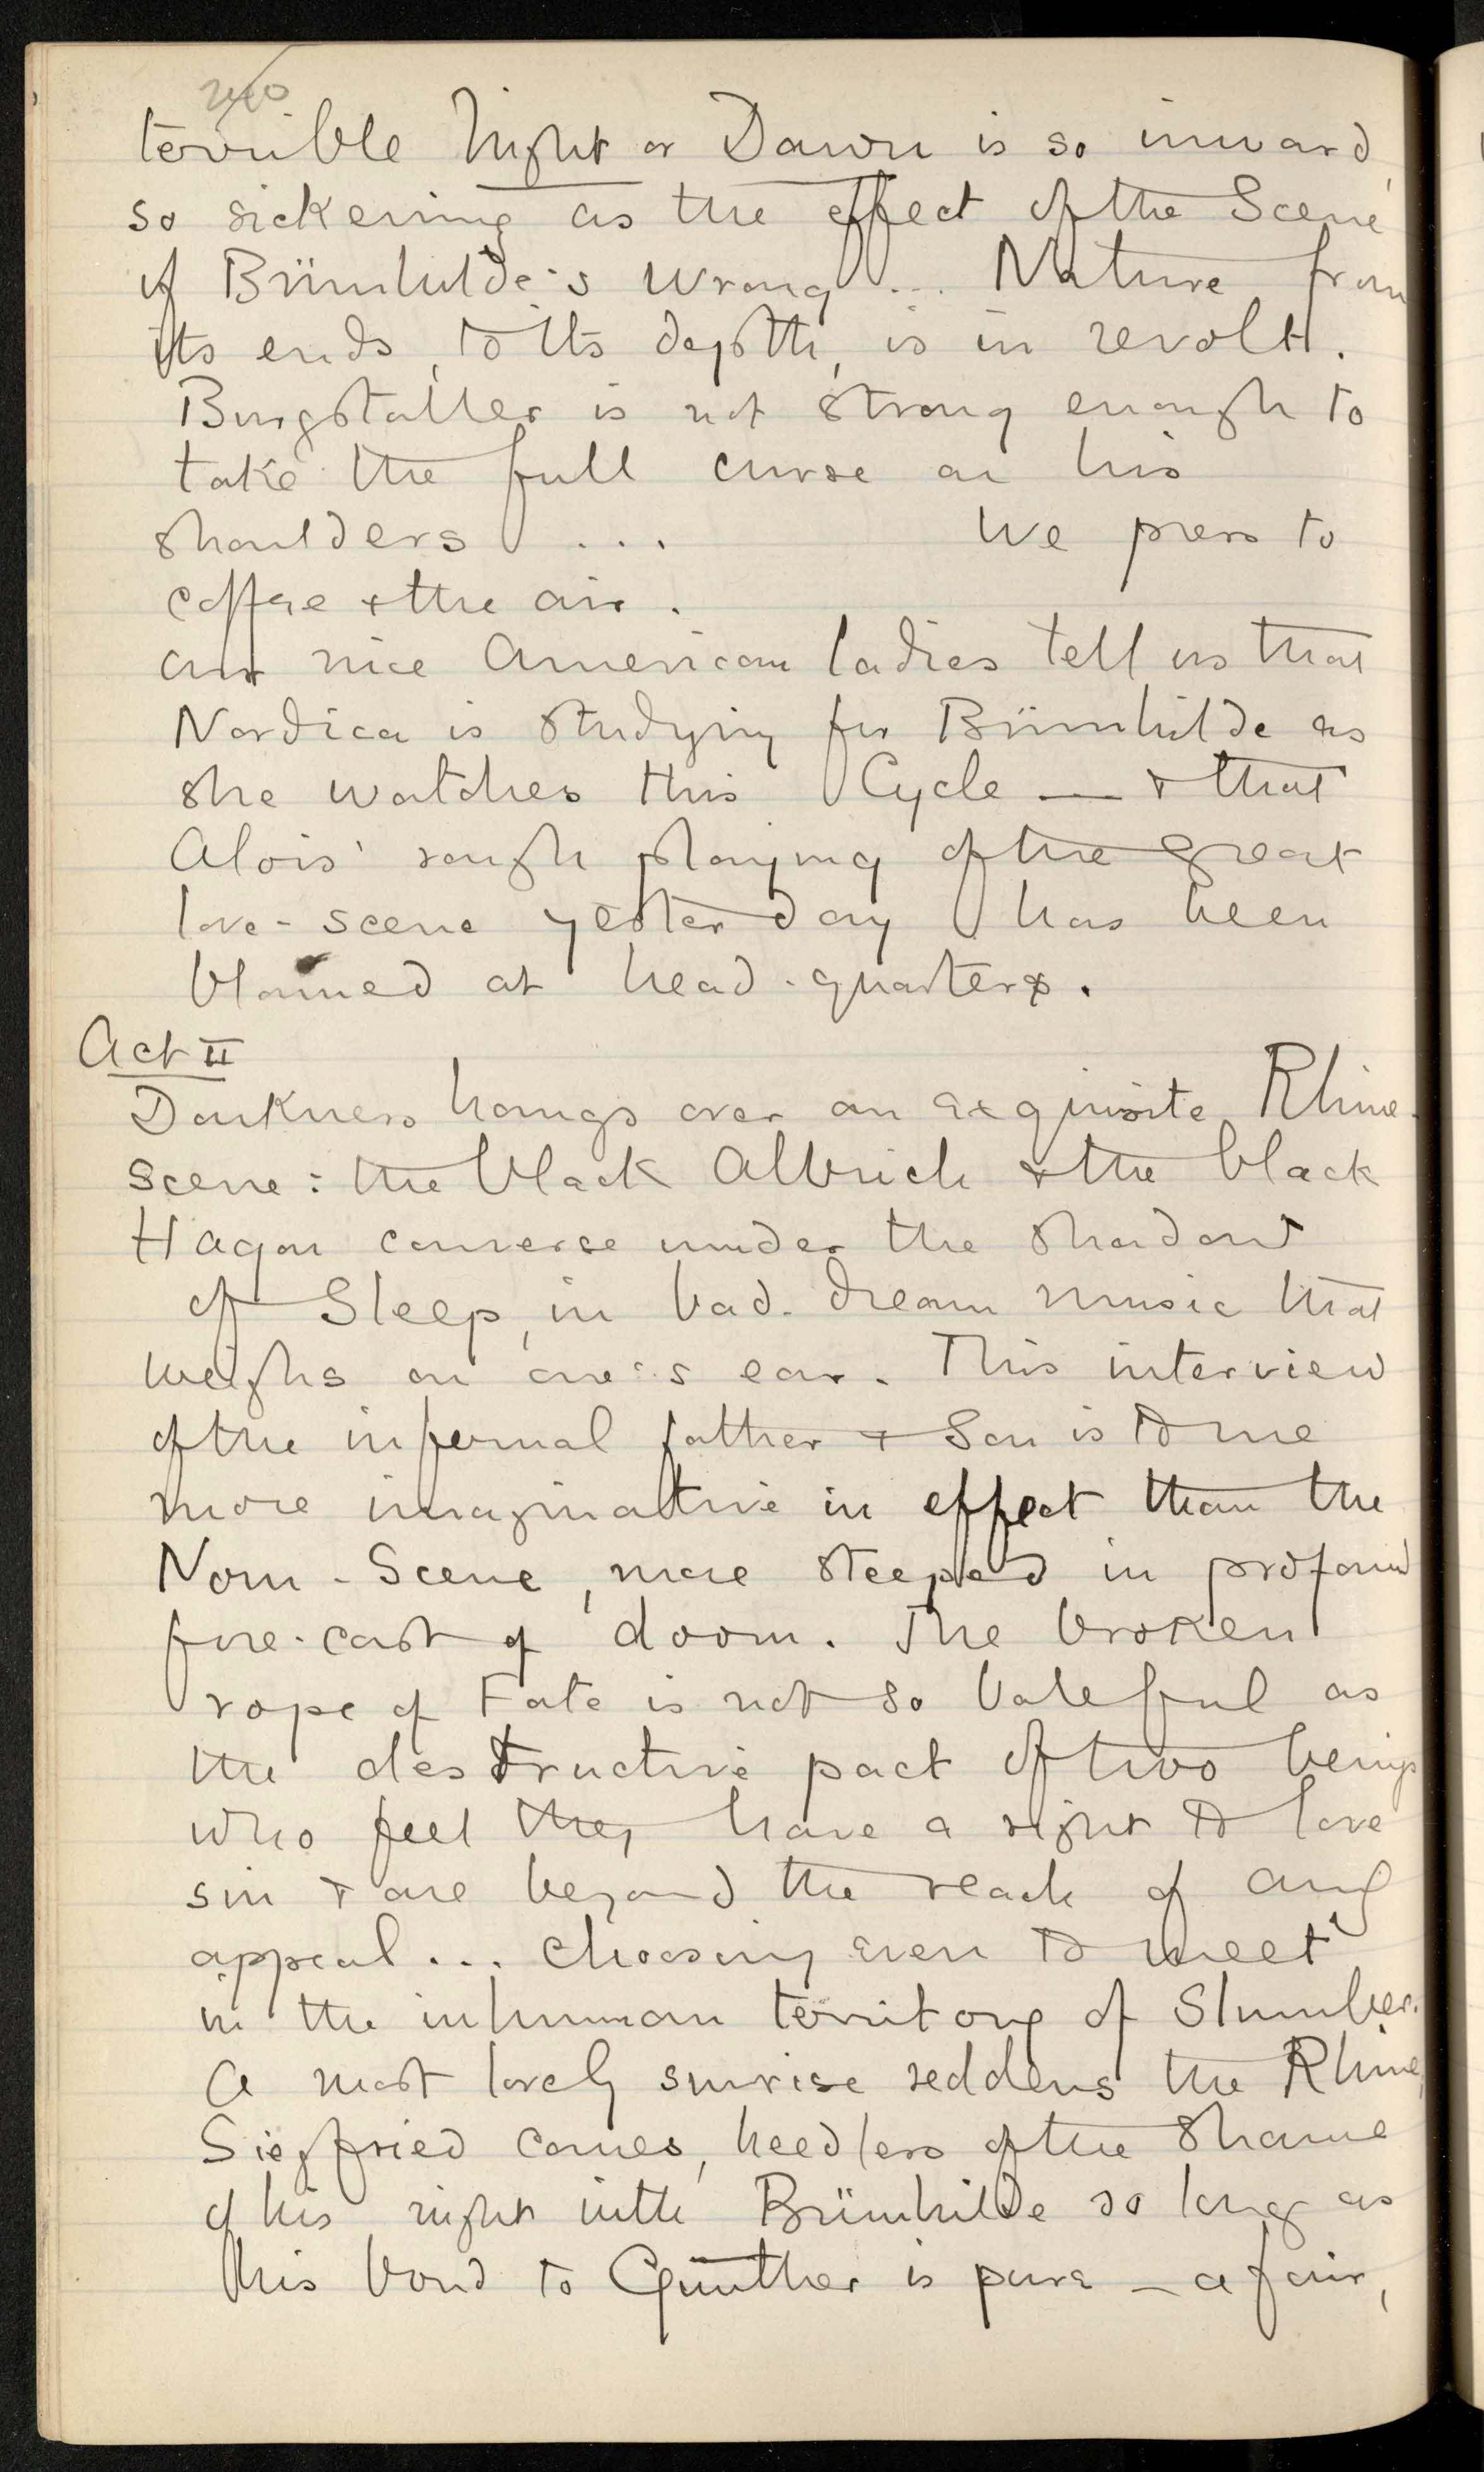 terrible Night or Dawn is so inward,
so sickening as the effect of the Scene
of Brünhilde's wrong ... Nature from
its ends, to its depth, is in revolt.
Burgstaller is not strong enough to
take the full curse on his
shoulders ... We press to
coffee & the air.
Our nice American ladies tell us that
Nordica is studying for Brünhilde as
she watches this Cycle — & that
Alois' rough playing of the great
love-scene yesterday has been
blamed at head-quarters.
Act II
Darkness hangs over an exquisite Rhine-
scene: the black Albrich & the black
Hagan converse under the shadow
of Sleep, in bad-dream music that
weighs on one's ear. This interview
of the infernal father & Son is to me
more imaginative in effect than the
Norn-Scene, more steeped in profound
fore-cast of doom. The broken
rope of Fate is not so baleful as
the destructive pact of two beings
who feel they have a right to love
sin & are beyond the reach of any
appeal ... choosing even to meet
in the inhuman territory of Slumber.
A most lovely sunrise reddens the Rhine,
Siegfried comes, heedless of the shame
of his night with Brünhilde so long as
his bond to Günther is pure — a fair,